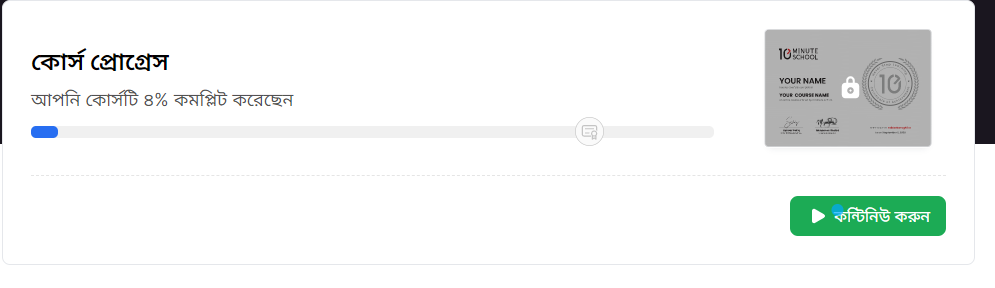 কোর্স প্রোগ্রেস
আপনি কোর্সটি ৪% কমপ্লিট করেছেন
10 MINUTE
SCHOOL
YOUR NAME
YOUR COURSE NAME
10
কন্টিনিউ করুন